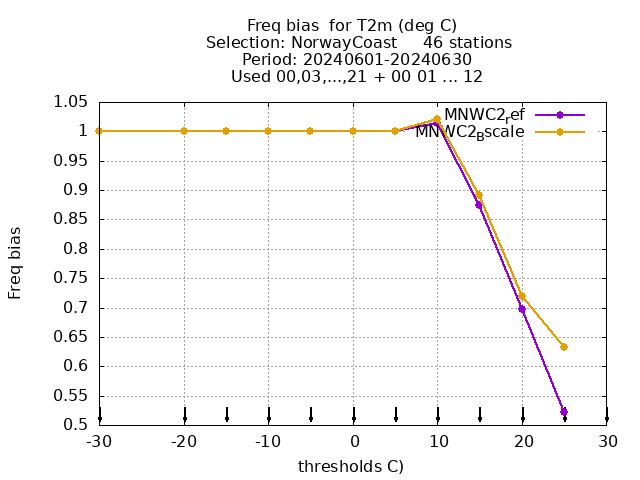 Freq bias  for T2m (deg C)
Selection: NorwayCoast     46 stations
Period: 20240601-20240630
Used 00,03,...,21 + 00 01 ... 12
1.05
1
0.95
0.9
0.85
0.8
0.75
0.7
0.65
0.6
0.55
0.5
Freq bias
MNWC2ref
MNWC2Bscale
-30
-20
-10
0
10
20
30
thresholds C)